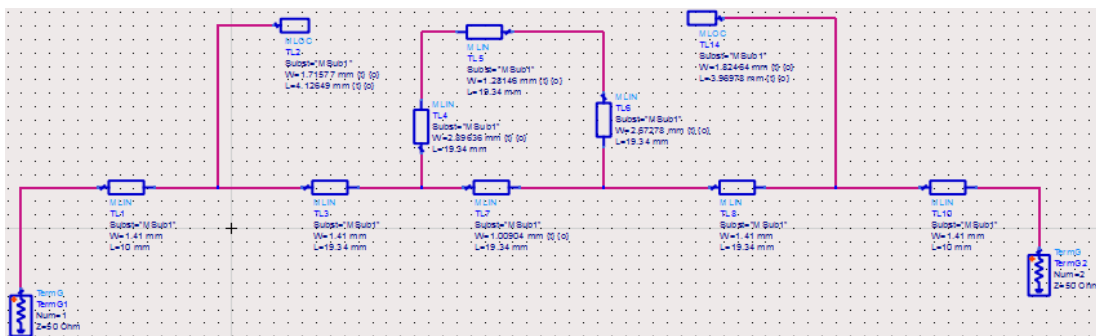 MLOC
TL2
Subst="MSub1"
W=1.71577 mm {t} {o}
L=4.12649 mm {t} {o}
MLIN
TL5
Subst="MSub1"
W=1.28146 mm {t} {o}
L=19.34 mm
MLOC
TL14
Subst="MSub1"
W=1.82464 mm {t} {o}
L=3.96978 mm {t} {o}
MLIN
TL4
Subst="MSub1"
W=2.89636 mm {t} {o}
L=19.34 mm
MLIN
TL6
Subst="MSub1"
W=2.67278 mm {t} {o}
L=19.34 mm
MLIN
TL1
Subst="MSub1"
W=1.41 mm
L=10 mm
MLIN
TL3
Subst="MSub1"
W=1.41 mm
L=19.34 mm
MLIN
TL7
Subst="MSub1"
W=1.00904 mm {t} {o}
L=19.34 mm
MLIN
TL8
Subst="MSub1"
W=1.41 mm
L=19.34 mm
MLIN
TL10
Subst="MSub1"
W=1.41 mm
L=10 mm
TermG
TermG1
Num=1
Z=50 Ohm
TermG
TermG2
Num=2
Z=50 Ohm